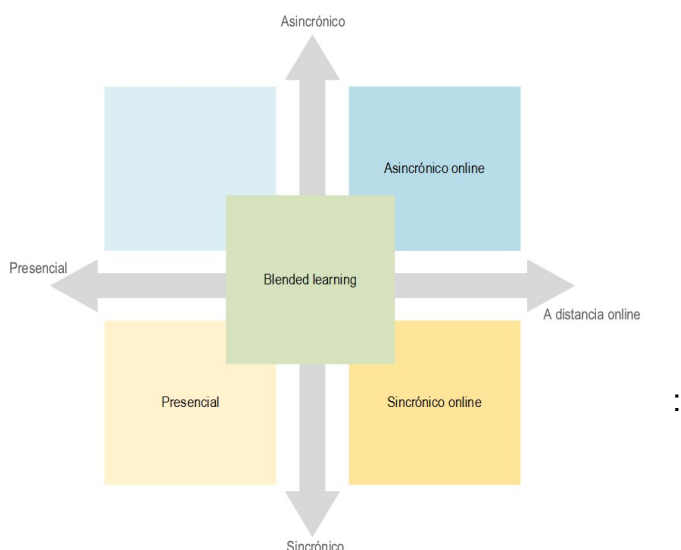 Asincrónico
Asincrónico online
Presencial
Blended learning
A distancia online
Presencial
Sincrónico online
:
Sincrónico